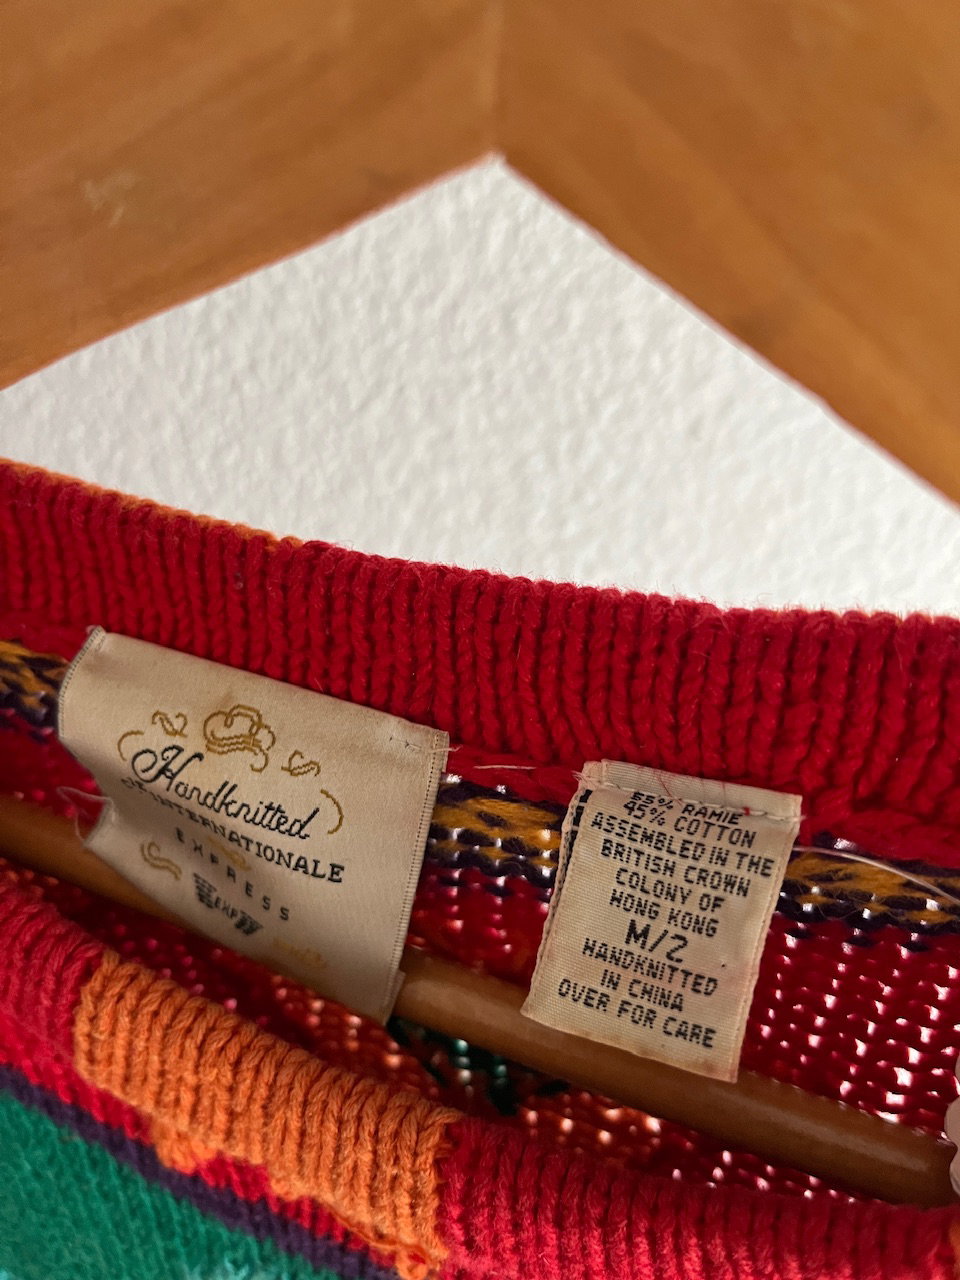 Handknitted
DE INTERNATIONALE
EXPRESS
55% RAMIE
45% COTTON
ASSEMBLED IN THE
BRITISH CROWN
COLONY OF
HONG KONG
M/2
HANDKNITTED
IN CHINA
OVER FOR CARE